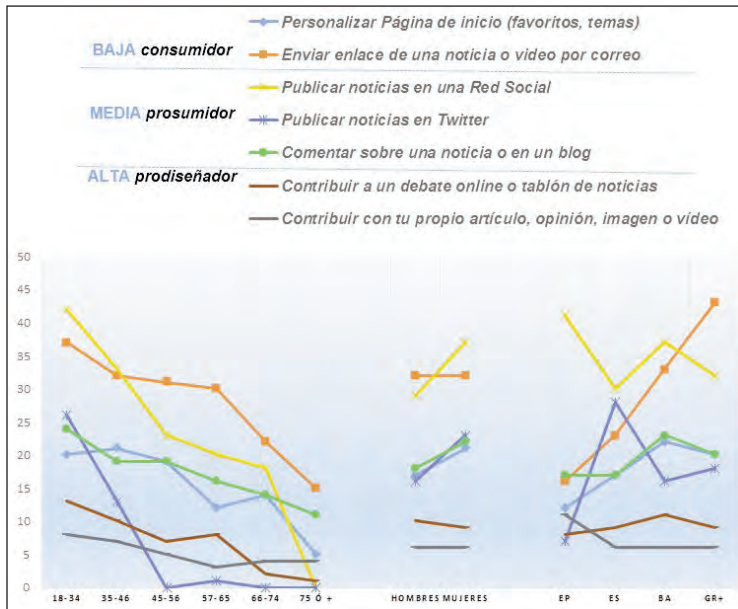 Personalizar Página de inicio (favoritos, temas)
BAJA consumidor
Enviar enlace de una noticia o video por correo
Publicar noticias en una Red Social
MEDIA prosumidor
Publicar noticias en Twitter
Comentar sobre una noticia o en un blog
ALTA prodiseñador
Contribuir a un debate online o tablón de noticias
Contribuir con tu propio artículo, opinión, imagen o vídeo
50
45
40
35
30
25
20
15
10
5
0
18-34 35-46 45-56 57-65 66-74 75 Ó + HOMBRES MUJERES EP ES BA GR+